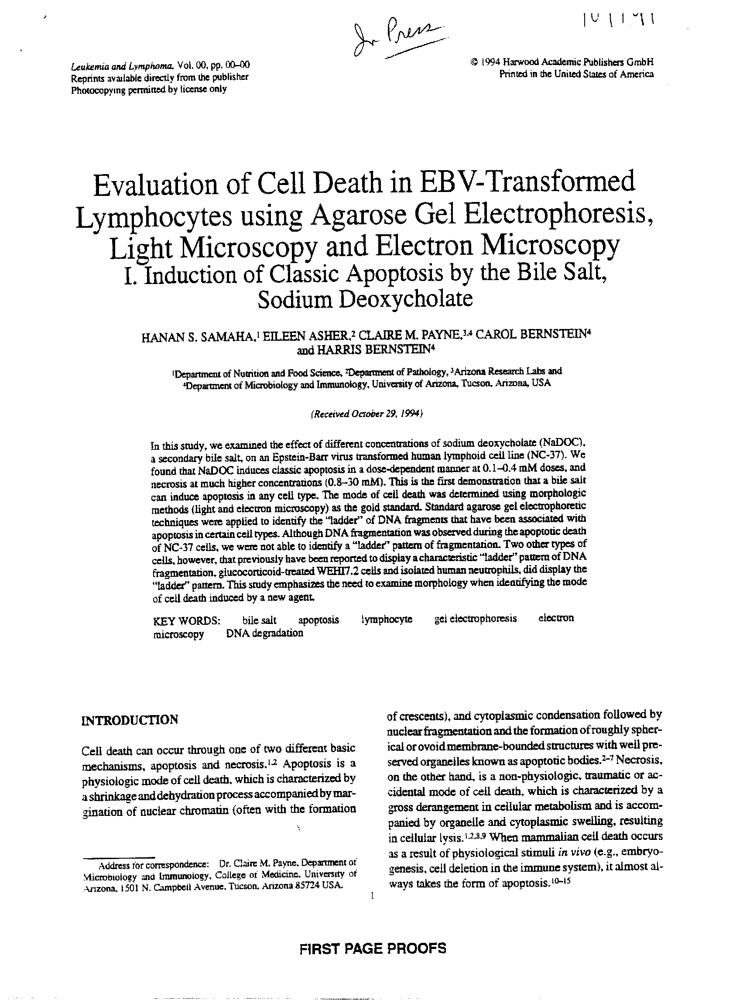 In Press
Leukemia and Lymphoma, Vol. 00, pp. 00–00
Reprints available directly from the publisher
Photocopying permitted by license only
© 1994 Harwood Academic Publishers GmbH
Printed in the United States of America
Evaluation of Cell Death in EBV-Transformed
Lymphocytes using Agarose Gel Electrophoresis,
Light Microscopy and Electron Microscopy
I. Induction of Classic Apoptosis by the Bile Salt,
Sodium Deoxycholate
HANAN S. SAMAHA,¹ EILEEN ASHER,² CLAIRE M. PAYNE,³,⁴ CAROL BERNSTEIN⁴
and HARRIS BERNSTEIN⁴
¹Department of Nutrition and Food Science, ²Department of Pathology, ³Arizona Research Labs and
⁴Department of Microbiology and Immunology, University of Arizona, Tucson, Arizona, USA
(Received October 29, 1994)
In this study, we examined the effect of different concentrations of sodium deoxycholate (NaDOC),
a secondary bile salt, on an Epstein-Barr virus transformed human lymphoid cell line (NC-37). We
found that NaDOC induces classic apoptosis in a dose-dependent manner at 0.1–0.4 mM doses, and
necrosis at much higher concentrations (0.8–30 mM). This is the first demonstration that a bile salt
can induce apoptosis in any cell type. The mode of cell death was determined using morphologic
methods (light and electron microscopy) as the gold standard. Standard agarose gel electrophoretic
techniques were applied to identify the "ladder" of DNA fragments that have been associated with
apoptosis in certain cell types. Although DNA fragmentation was observed during the apoptotic death
of NC-37 cells, we were not able to identify a "ladder" pattern of fragmentation. Two other types of
cells, however, that previously have been reported to display a characteristic "ladder" pattern of DNA
fragmentation, glucocorticoid-treated WEHI7.2 cells and isolated human neutrophils, did display the
"ladder" pattern. This study emphasizes the need to examine morphology when identifying the mode
of cell death induced by a new agent.
KEY WORDS: bile salt apoptosis lymphocyte gel electrophoresis electron
microscopy DNA degradation
INTRODUCTION
Cell death can occur through one of two different basic
mechanisms, apoptosis and necrosis.¹,² Apoptosis is a
physiologic mode of cell death, which is characterized by
a shrinkage and dehydration process accompanied by mar-
gination of nuclear chromatin (often with the formation
Address for correspondence: Dr. Claire M. Payne, Department of
Microbiology and Immunology, College of Medicine, University of
Arizona, 1501 N. Campbell Avenue, Tucson, Arizona 85724 USA.
of crescents), and cytoplasmic condensation followed by
nuclear fragmentation and the formation of roughly spher-
ical or ovoid membrane-bounded structures with well pre-
served organelles known as apoptotic bodies.²⁻⁷ Necrosis,
on the other hand, is a non-physiologic, traumatic or ac-
cidental mode of cell death, which is characterized by a
gross derangement in cellular metabolism and is accom-
panied by organelle and cytoplasmic swelling, resulting
in cellular lysis.¹,²,⁸,⁹ When mammalian cell death occurs
as a result of physiological stimuli in vivo (e.g., embryo-
genesis, cell deletion in the immune system), it almost al-
ways takes the form of apoptosis.¹⁰⁻¹⁵
1
FIRST PAGE PROOFS